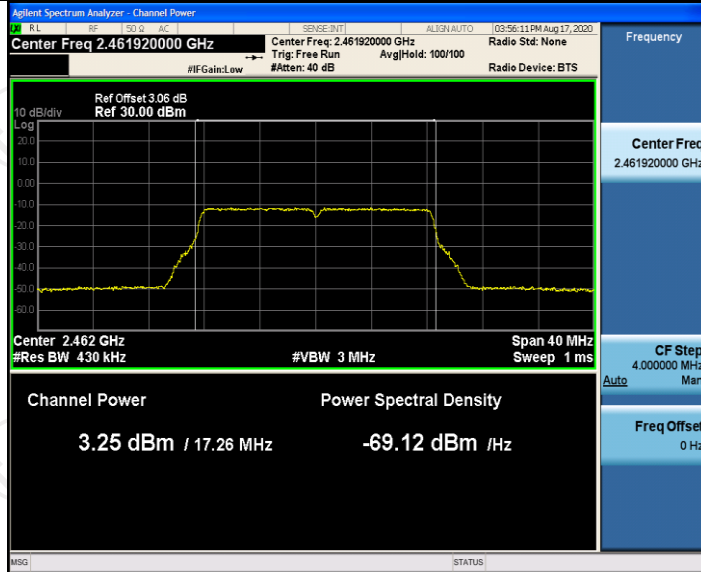 Agilent Spectrum Analyzer - Channel Power
RL RF 50 Ω AC SENSE:INT ALIGN AUTO 03:56:11 PM Aug 17, 2020
Center Freq 2.461920000 GHz Center Freq: 2.461920000 GHz Radio Std: None
Trig: Free Run Avg|Hold: 100/100
#IFGain:Low #Atten: 40 dB Radio Device: BTS
Frequency
Ref Offset 3.06 dB
10 dB/div Ref 30.00 dBm
Log
20.0
10.0
0.00
-10.0
-20.0
-30.0
-40.0
-50.0
-60.0
Center 2.462 GHz Span 40 MHz
#Res BW 430 kHz #VBW 3 MHz Sweep 1 ms
Center Freq
2.461920000 GHz
CF Step
4.000000 MHz
Auto Man
Freq Offset
0 Hz
Channel Power Power Spectral Density
3.25 dBm / 17.26 MHz -69.12 dBm /Hz
MSG STATUS